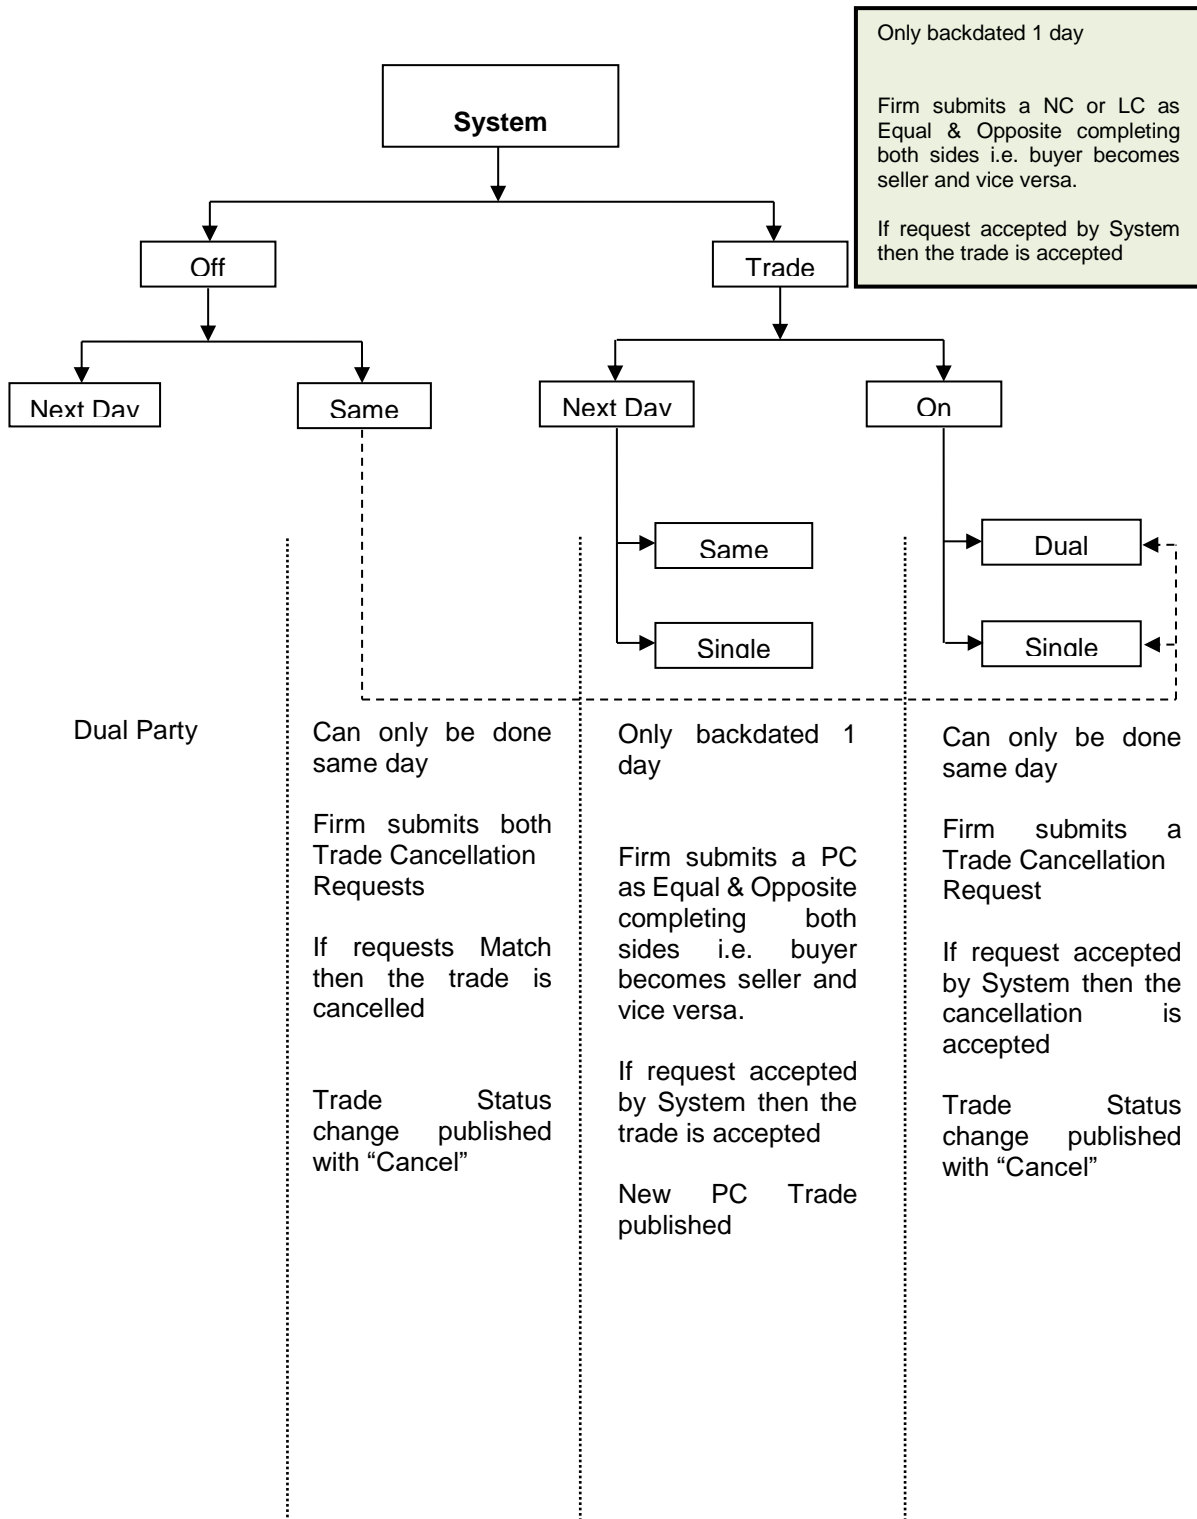 Only backdated 1 day
Firm submits a NC or LC as
Equal & Opposite completing
both sides i.e. buyer becomes
seller and vice versa.
If request accepted by System
then the trade is accepted
System
Off
Trade
Next Day
Same
Next Day
On
Same
Dual
Single
Single
Dual Party
Can only be done
same day
Firm submits both
Trade Cancellation
Requests
If requests Match
then the trade is
cancelled
Trade Status
change published
with “Cancel”
Only backdated 1
day
Firm submits a PC
as Equal & Opposite
completing both
sides i.e. buyer
becomes seller and
vice versa.
If request accepted
by System then the
trade is accepted
New PC Trade
published
Can only be done
same day
Firm submits a
Trade Cancellation
Request
If request accepted
by System then the
cancellation is
accepted
Trade Status
change published
with “Cancel”